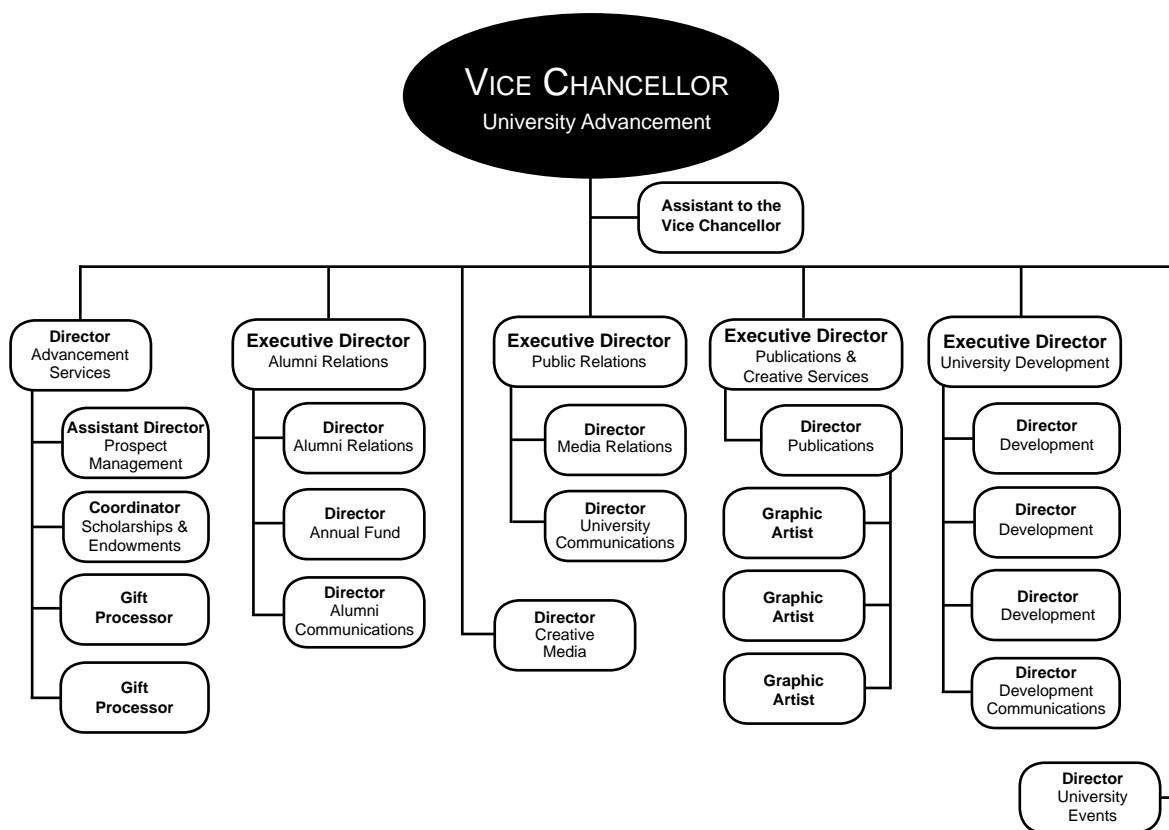 VICE CHANCELLOR
University Advancement
Assistant to the
Vice Chancellor
Director
Advancement
Services
Assistant Director
Prospect
Management
Coordinator
Scholarships &
Endowments
Gift
Processor
Gift
Processor
Executive Director
Alumni Relations
Director
Alumni Relations
Director
Annual Fund
Director
Alumni
Communications
Executive Director
Public Relations
Director
Media Relations
Director
University
Communications
Director
Creative
Media
Executive Director
Publications &
Creative Services
Director
Publications
Graphic
Artist
Graphic
Artist
Graphic
Artist
Executive Director
University Development
Director
Development
Director
Development
Director
Development
Director
Development
Communications
Director
University
Events